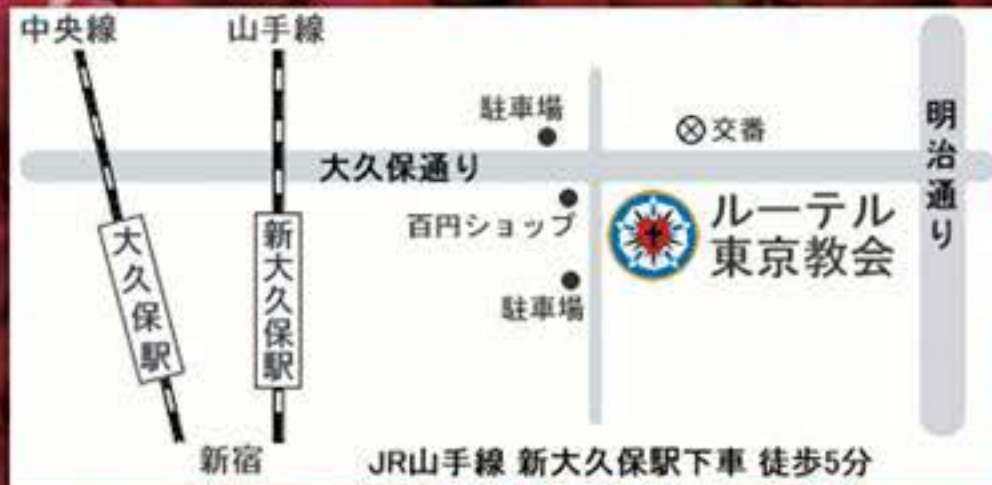 中央線
山手線
明治通り
駐車場
交番
大久保通り
百円ショップ
ルーテル
東京教会
大久保駅
新大久保駅
駐車場
新宿
JR山手線 新大久保駅下車 徒歩5分